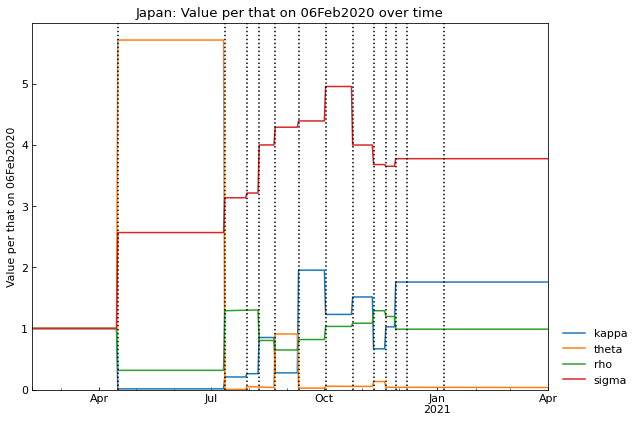 Japan: Value per that on 06Feb2020 over time
Value per that on 06Feb2020
5
4
3
2
1
0
Apr
Jul
Oct
Jan
2021
Apr
kappa
theta
rho
sigma